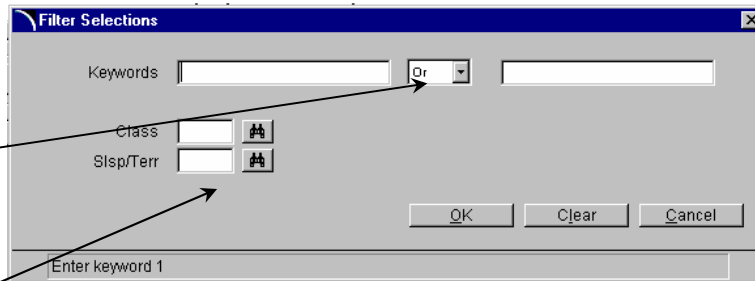 Filter Selections
Keywords Or
Class
Slsp/Terr
OK Clear Cancel
Enter keyword 1